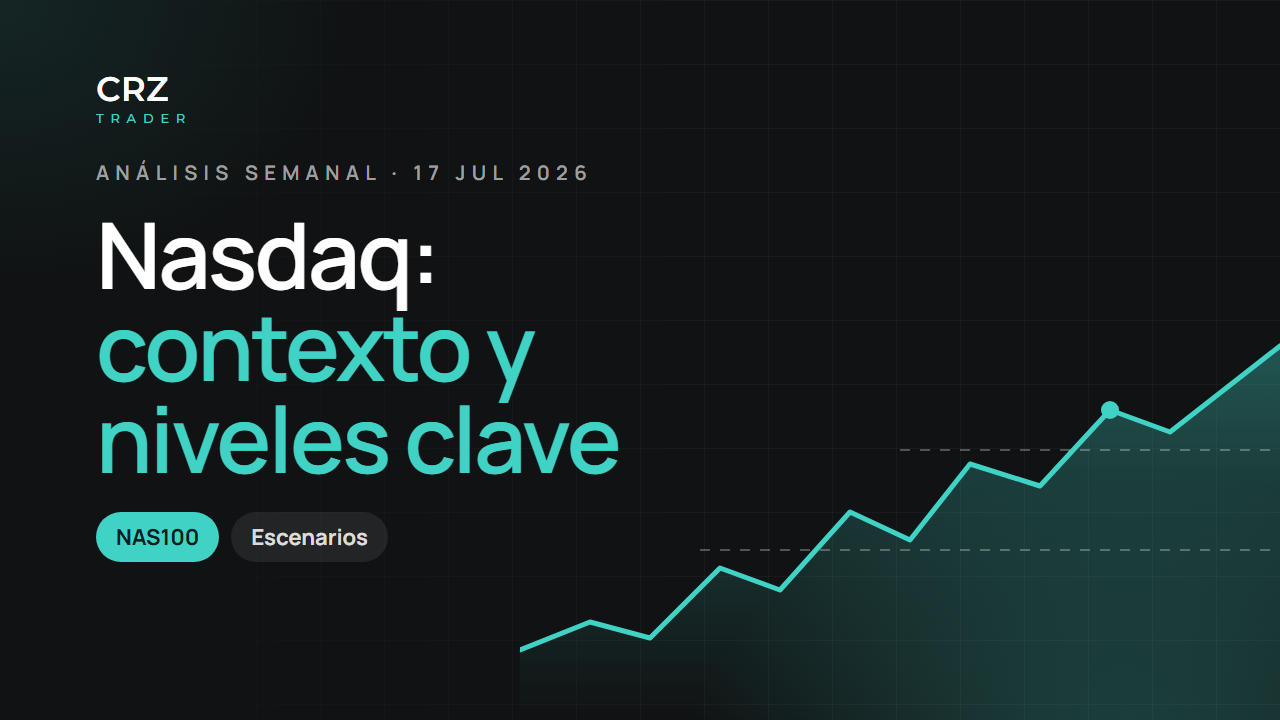 CRZ
TRADER
ANÁLISIS SEMANAL · 17 JUL 2026
Nasdaq:
contexto y
niveles clave
NAS100
Escenarios